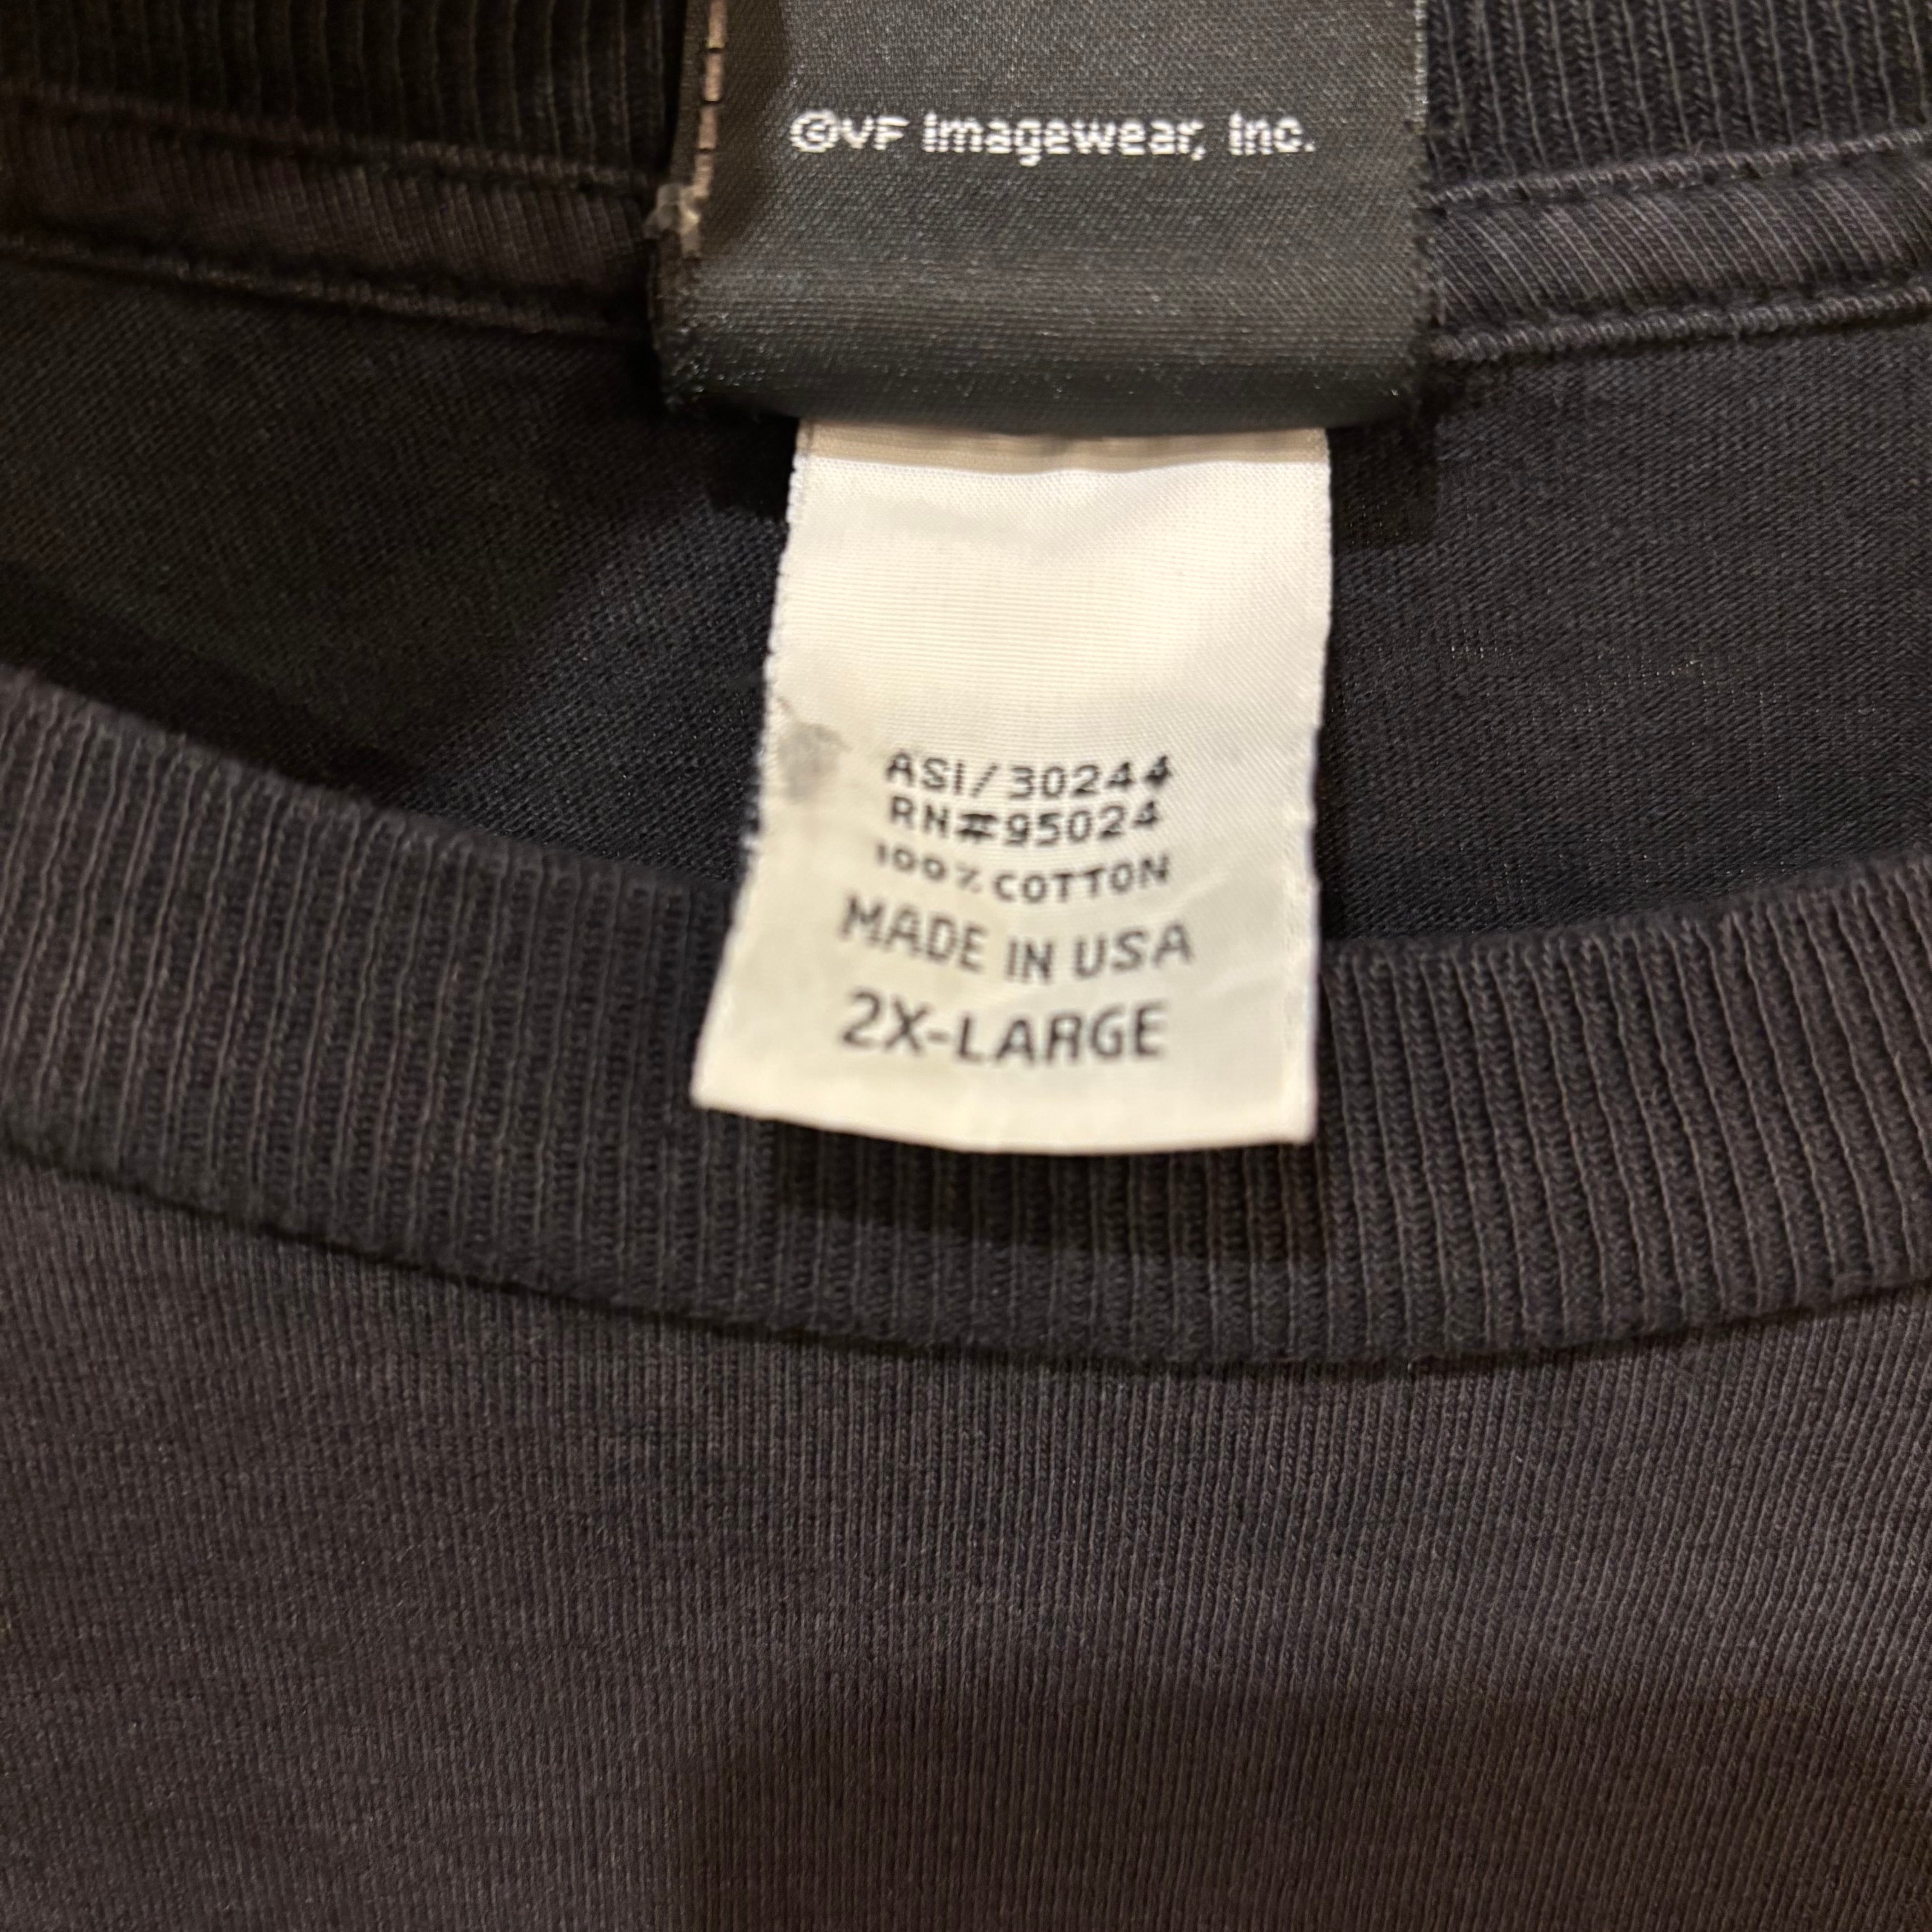 ©VF Imagewear, Inc.
ASI/30244
RN#95024
100% COTTON
MADE IN USA
2X-LARGE